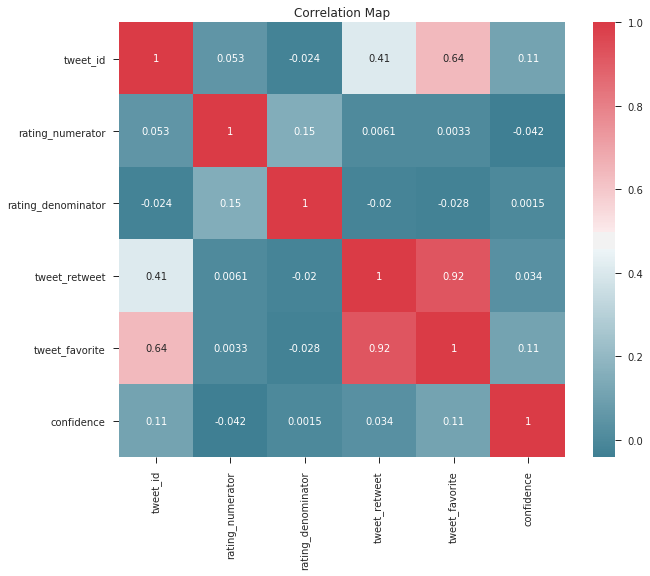 Correlation Map
tweet_id 1 0.053 -0.024 0.41 0.64 0.11
rating_numerator 0.053 1 0.15 0.0061 0.0033 -0.042
rating_denominator -0.024 0.15 1 -0.02 -0.028 0.0015
tweet_retweet 0.41 0.0061 -0.02 1 0.92 0.034
tweet_favorite 0.64 0.0033 -0.028 0.92 1 0.11
confidence 0.11 -0.042 0.0015 0.034 0.11 1
tweet_id
rating_numerator
rating_denominator
tweet_retweet
tweet_favorite
confidence
1.0
0.8
0.6
0.4
0.2
0.0